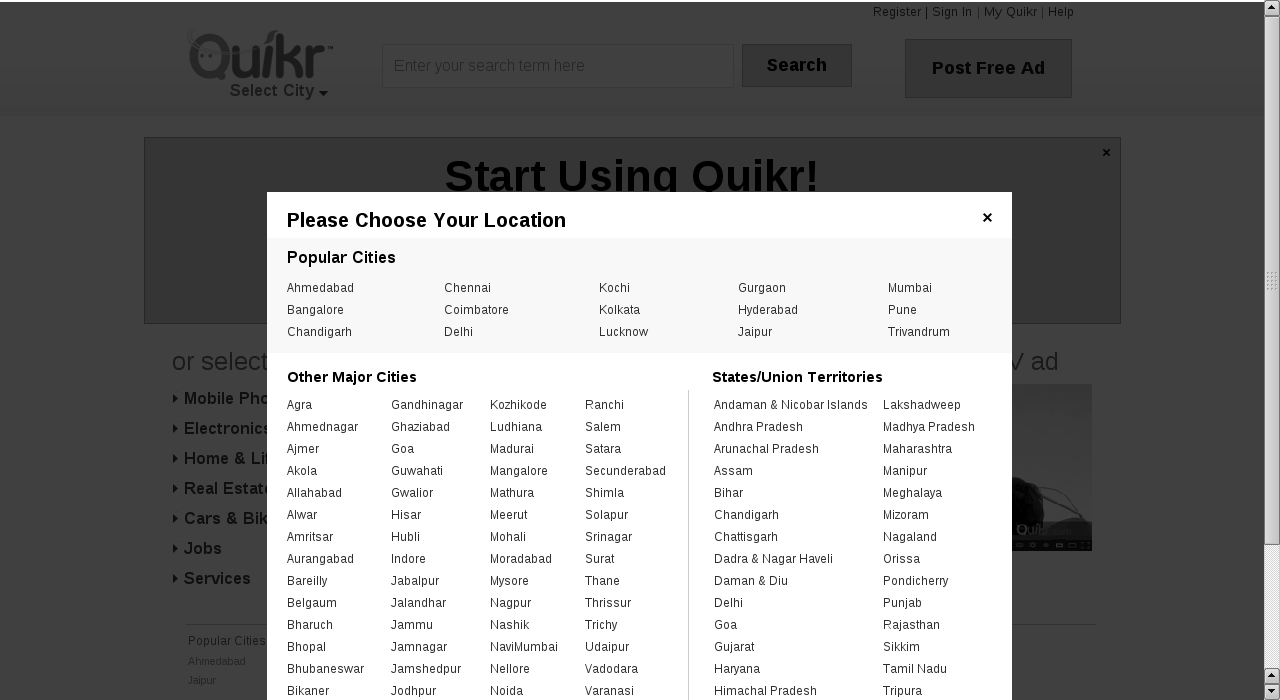 Register | Sign In | My Quikr | Help
Quikr™
Select City
Enter your search term here
Search
Post Free Ad
Start Using Quikr!
Please Choose Your Location
Popular Cities
Ahmedabad Chennai Kochi Gurgaon Mumbai
Bangalore Coimbatore Kolkata Hyderabad Pune
Chandigarh Delhi Lucknow Jaipur Trivandrum
or select
ad
Mobile Pho
Electronics
Home & Li
Real Estate
Cars & Bik
Jobs
Services
Quikr
Other Major Cities States/Union Territories
Agra Gandhinagar Kozhikode Ranchi Andaman & Nicobar Islands Lakshadweep
Ahmednagar Ghaziabad Ludhiana Salem Andhra Pradesh Madhya Pradesh
Ajmer Goa Madurai Satara Arunachal Pradesh Maharashtra
Akola Guwahati Mangalore Secunderabad Assam Manipur
Allahabad Gwalior Mathura Shimla Bihar Meghalaya
Alwar Hisar Meerut Solapur Chandigarh Mizoram
Amritsar Hubli Mohali Srinagar Chattisgarh Nagaland
Aurangabad Indore Moradabad Surat Dadra & Nagar Haveli Orissa
Bareilly Jabalpur Mysore Thane Daman & Diu Pondicherry
Belgaum Jalandhar Nagpur Thrissur Delhi Punjab
Bharuch Jammu Nashik Trichy Goa Rajasthan
Bhopal Jamnagar NaviMumbai Udaipur Gujarat Sikkim
Bhubaneswar Jamshedpur Nellore Vadodara Haryana Tamil Nadu
Bikaner Jodhpur Noida Varanasi Himachal Pradesh Tripura
Popular Cities
Ahmedabad
Jaipur